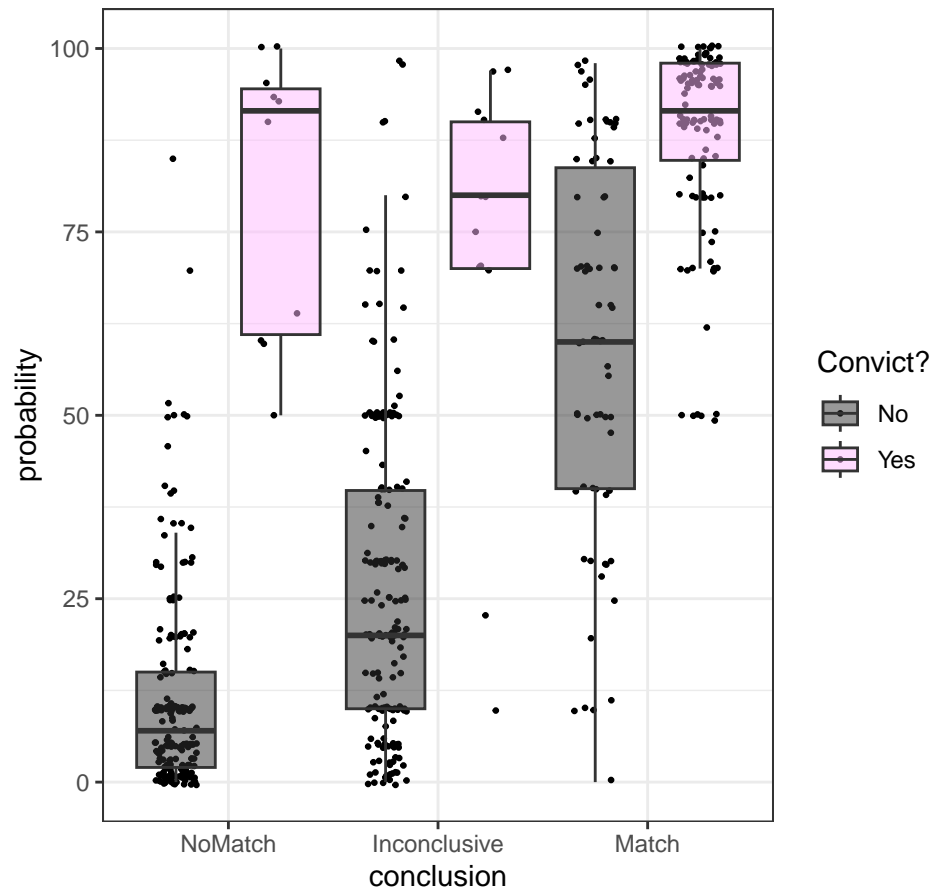 100
75
50
25
0
probability
NoMatch
Inconclusive
Match
conclusion
Convict?
No
Yes